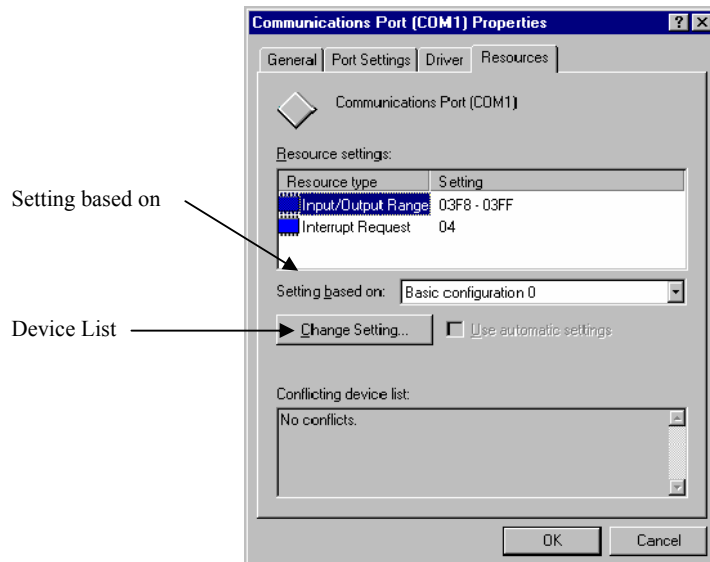 Communications Port (COM1) Properties
General Port Settings Driver Resources
Communications Port (COM1)
Resource settings:
Resource type Setting
Input/Output Range 03F8 - 03FF
Interrupt Request 04
Setting based on
Setting based on: Basic configuration 0
Device List
Change Setting... Use automatic settings
Conflicting device list:
No conflicts.
OK Cancel